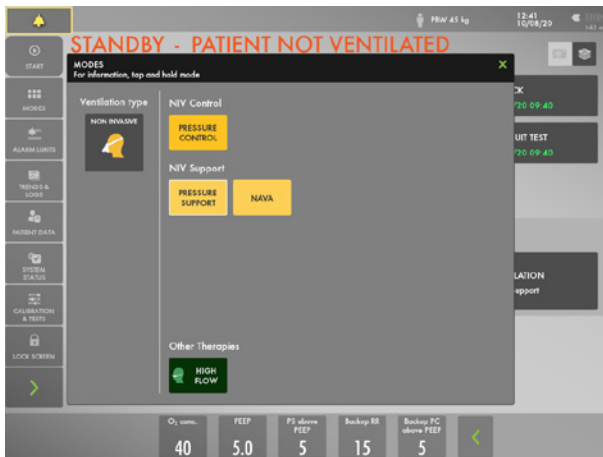 PBW 45 kg
12:41
10/08/20
STANDBY - PATIENT NOT VENTILATED
START
MODES
For information, tap and hold mode
MODES
ALARM LIMITS
TRENDS &
LOGS
PATIENT DATA
SYSTEM
STATUS
CALIBRATION
& TESTS
LOCK SCREEN
Ventilation type
NON INVASIVE
NIV Control
PRESSURE
CONTROL
NIV Support
PRESSURE
SUPPORT
NAVA
Other Therapies
HIGH
FLOW
CK
/20 09:40
UIT TEST
/20 09:40
LATION
upport
O₂ conc.
40
PEEP
5.0
PS above
PEEP
5
Backup RR
15
Backup PC
above PEEP
5